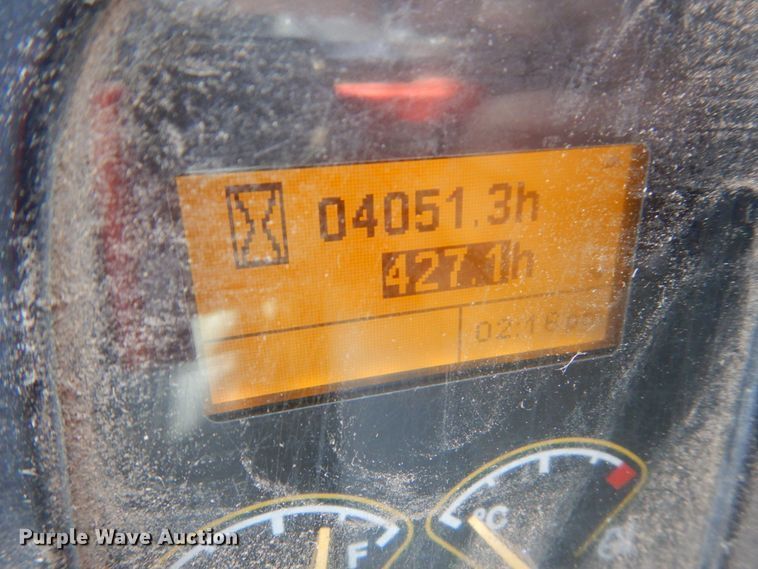 04051.3h
427.1h
F
°C
Purple Wave Auction